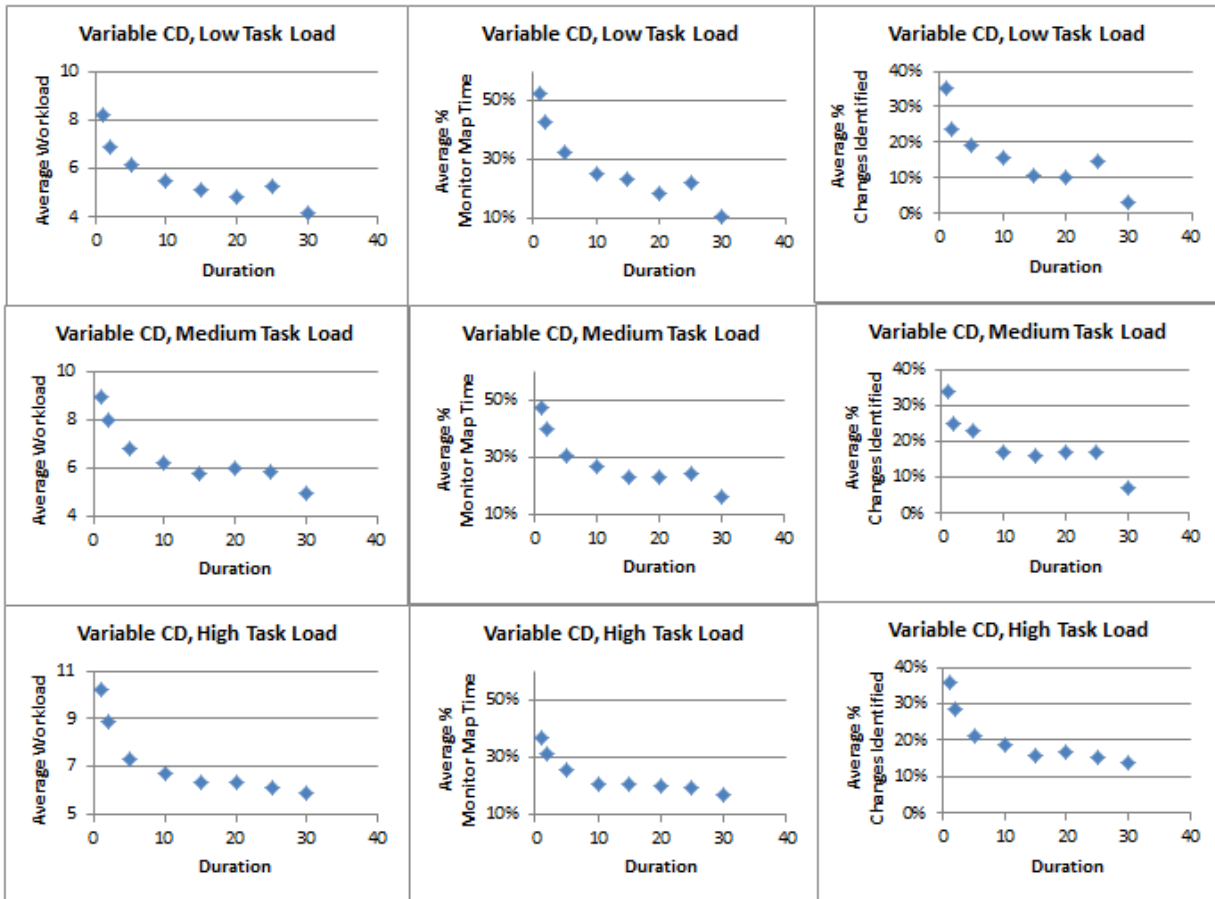 Variable CD, Low Task Load
Average Workload
10
8
6
4
0 10 20 30 40
Duration
Variable CD, Low Task Load
Average %
Monitor Map Time
50%
30%
10%
0 10 20 30 40
Duration
Variable CD, Low Task Load
Average %
Changes Identified
40%
30%
20%
10%
0%
0 10 20 30 40
Duration
Variable CD, Medium Task Load
Average Workload
10
8
6
4
0 10 20 30 40
Duration
Variable CD, Medium Task Load
Average %
Monitor Map Time
50%
30%
10%
0 10 20 30 40
Duration
Variable CD, Medium Task Load
Average %
Changes Identified
40%
30%
20%
10%
0%
0 10 20 30 40
Duration
Variable CD, High Task Load
Average Workload
11
9
7
5
0 10 20 30 40
Duration
Variable CD, High Task Load
Average %
Monitor Map Time
50%
30%
10%
0 10 20 30 40
Duration
Variable CD, High Task Load
Average %
Changes Identified
40%
30%
20%
10%
0%
0 10 20 30 40
Duration